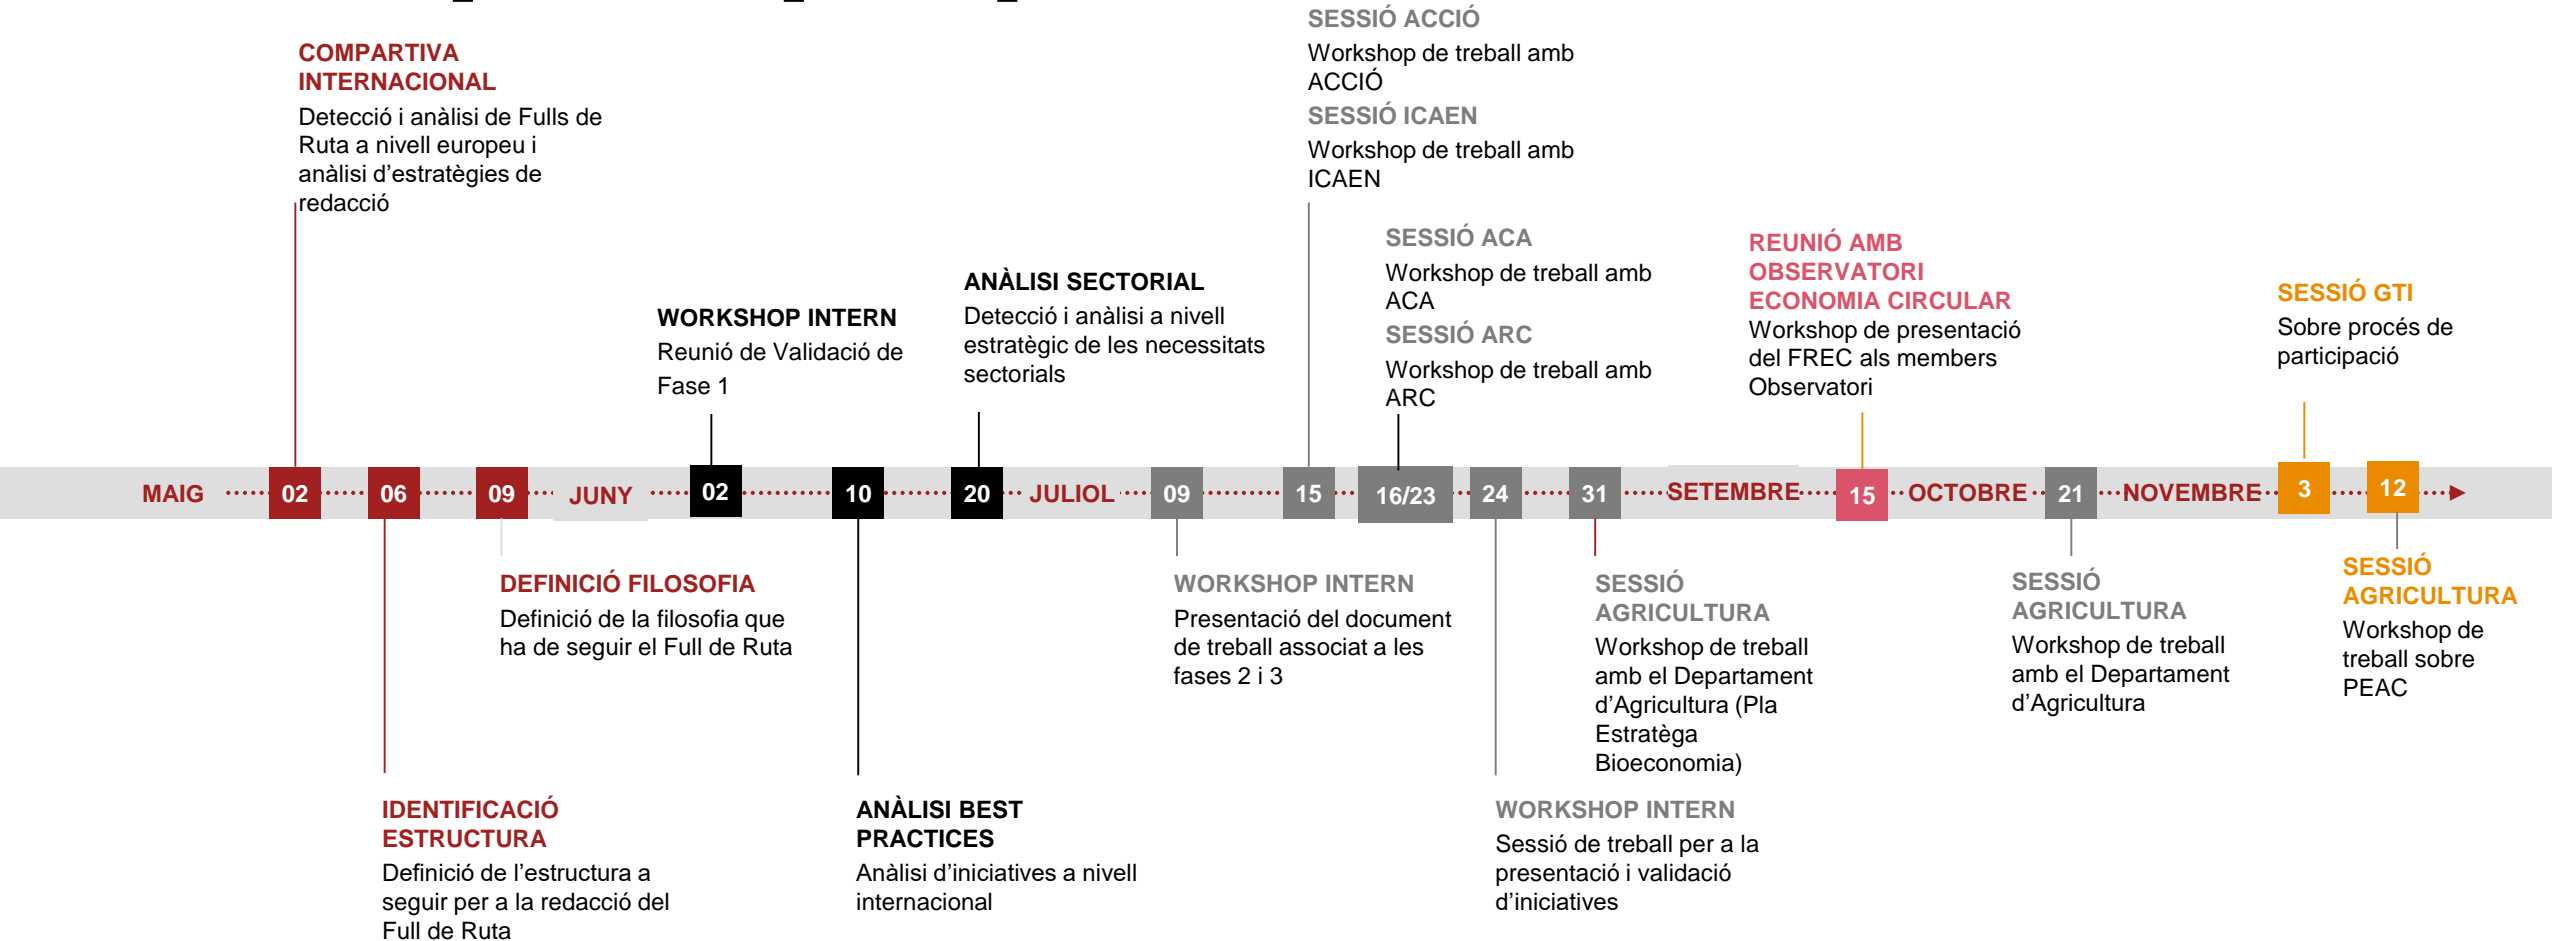 COMPARTIVA
INTERNACIONAL
Detecció i anàlisi de Fulls de
Ruta a nivell europeu i
anàlisi d’estratègies de
redacció
WORKSHOP INTERN
Reunió de Validació de
Fase 1
ANÀLISI SECTORIAL
Detecció i anàlisi a nivell
estratègic de les necessitats
sectorials
SESSIÓ ACCIÓ
Workshop de treball amb
ACCIÓ
SESSIÓ ICAEN
Workshop de treball amb
ICAEN
SESSIÓ ACA
Workshop de treball amb
ACA
SESSIÓ ARC
Workshop de treball amb
ARC
REUNIÓ AMB
OBSERVATORI
ECONOMIA CIRCULAR
Workshop de presentació
del FREC als members
Observatori
SESSIÓ GTI
Sobre procés de
participació
MAIG 02 06 09 JUNY 02 10 20 JULIOL 09 15 16/23 24 31 SETEMBRE 15 OCTOBRE 21 NOVEMBRE 3 12
DEFINICIÓ FILOSOFIA
Definició de la filosofia que
ha de seguir el Full de Ruta
WORKSHOP INTERN
Presentació del document
de treball associat a les
fases 2 i 3
SESSIÓ
AGRICULTURA
Workshop de treball
amb el Departament
d’Agricultura (Pla
Estratèga
Bioeconomia)
SESSIÓ
AGRICULTURA
Workshop de treball
amb el Departament
d’Agricultura
SESSIÓ
AGRICULTURA
Workshop de
treball sobre
PEAC
IDENTIFICACIÓ
ESTRUCTURA
Definició de l’estructura a
seguir per a la redacció del
Full de Ruta
ANÀLISI BEST
PRACTICES
Anàlisi d’iniciatives a nivell
internacional
WORKSHOP INTERN
Sessió de treball per a la
presentació i validació
d’iniciatives